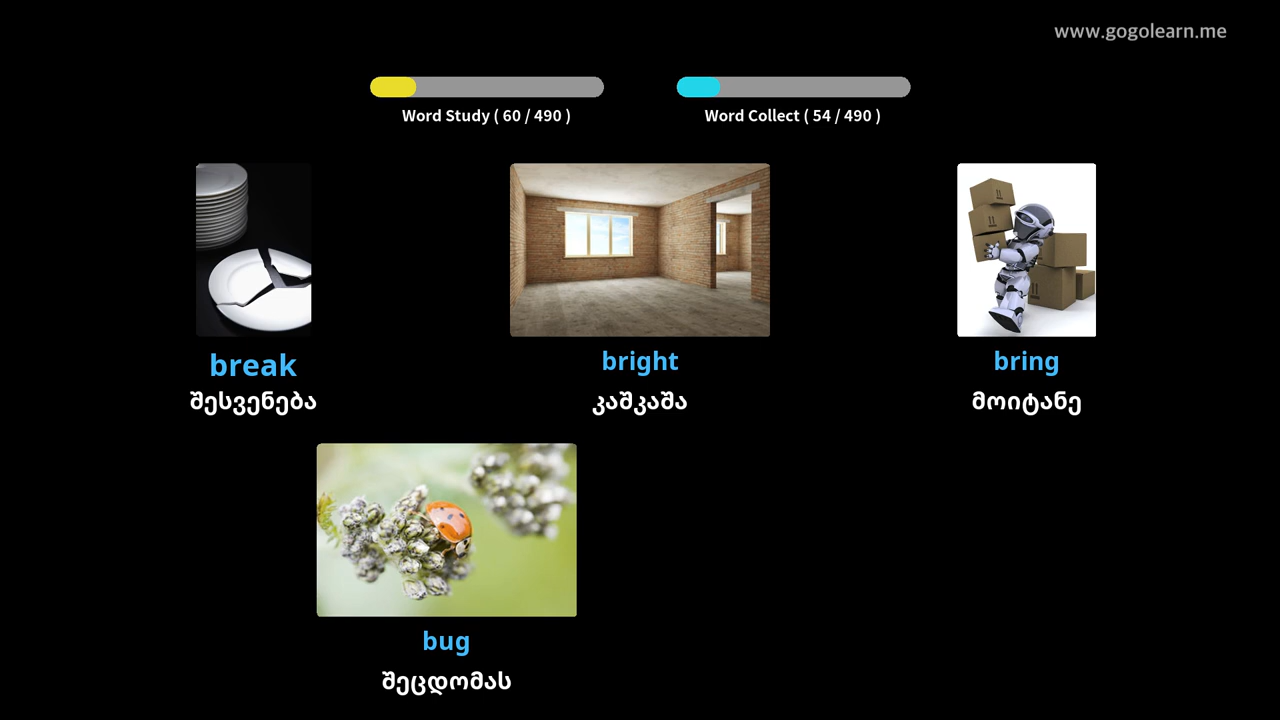 www.gogolearn.me
Word Study ( 60 / 490 )
Word Collect ( 54 / 490 )
break
შესვენება
bright
კაშკაშა
bring
მოიტანე
bug
შეცდომას